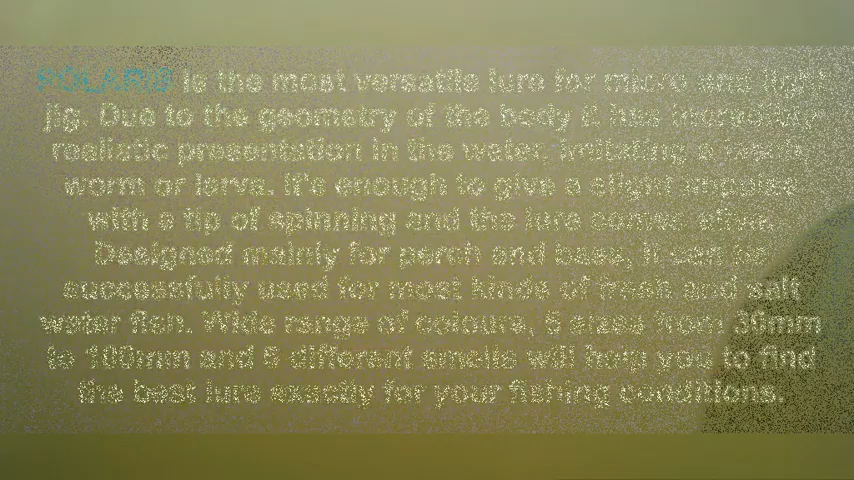 POLARIS is the most versatile lure for micro and light
jig. Due to the geometry of the body it has incredibly
realistic presentation in the water, imitating a
worm or larva. It's enough to give a slight impulse
with a tip of spinning and the lure comes alive.
Designed mainly for perch and bass, it can be
successfully used for most kinds of fresh and salt
water fish. Wide range of colours, 5 sizes from 36mm
to 100mm and 5 different smells will help you to find
the best lure exactly for your fishing conditions.